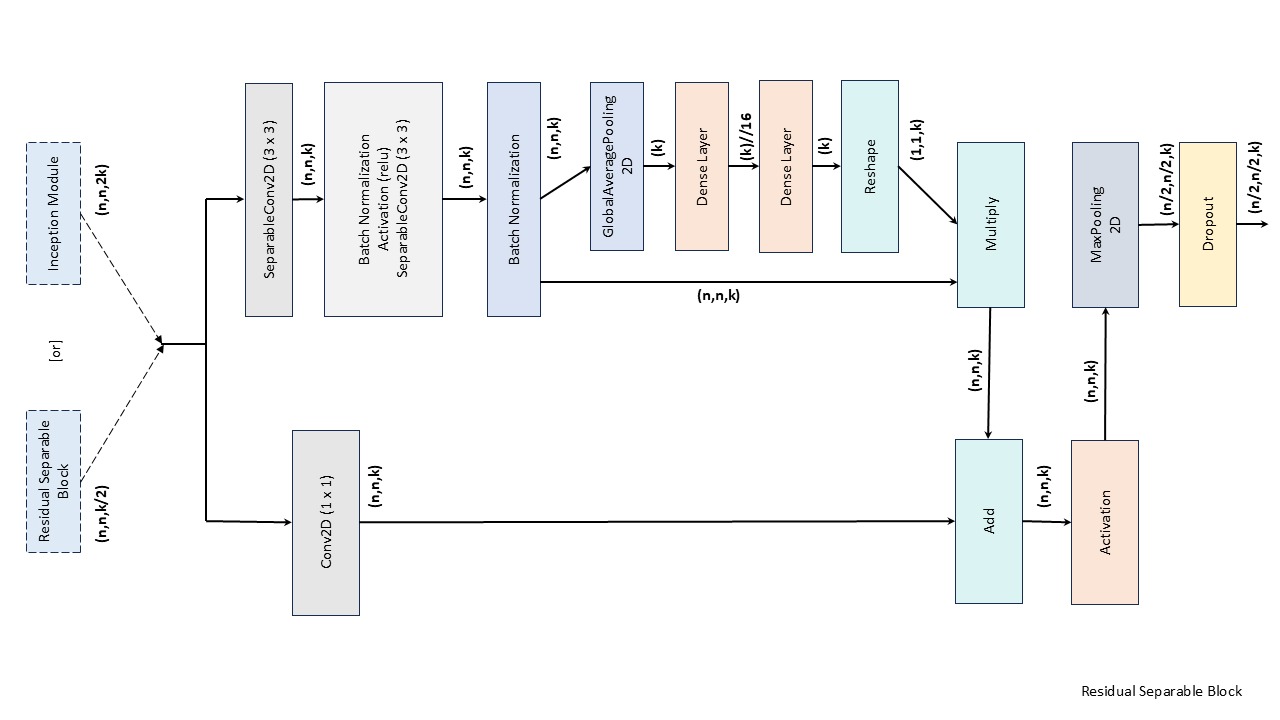 Inception Module
(n,n,2k)
[or]
Residual Separable
Block
(n,n,k/2)
SeparableConv2D (3 x 3)
(n,n,k)
Batch Normalization
Activation (relu)
SeparableConv2D (3 x 3)
(n,n,k)
Batch Normalization
(n,n,k)
GlobalAveragePooling
2D
(k)
Dense Layer
(k)//16
Dense Layer
(k)
Reshape
(1,1,k)
(n,n,k)
Multiply
(n,n,k)
Conv2D (1 x 1)
(n,n,k)
Add
(n,n,k)
Activation
(n,n,k)
MaxPooling
2D
(n/2,n/2,k)
Dropout
(n/2,n/2,k)
Residual Separable Block